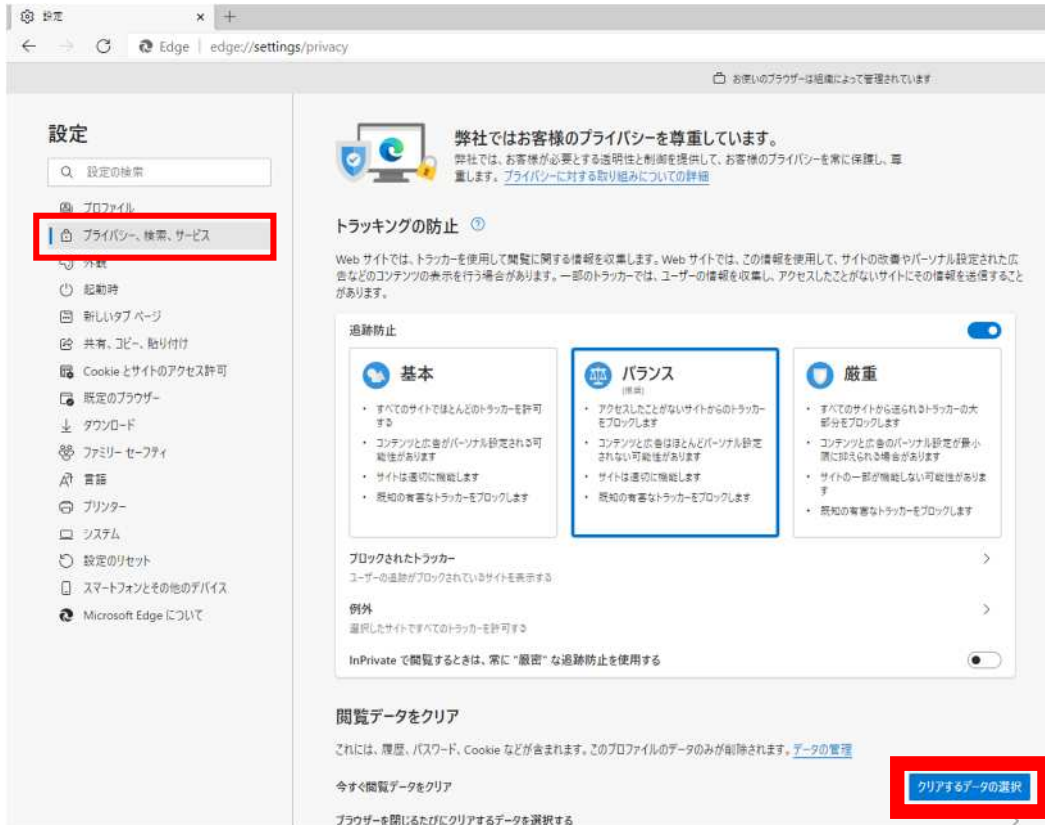 設定
Edge | edge://settings/privacy
お使いのブラウザーは組織によって管理されています
設定
設定の検索
プロファイル
プライバシー、検索、サービス
外観
起動時
新しいタブ ページ
共有、コピー、貼り付け
Cookie とサイトのアクセス許可
既定のブラウザー
ダウンロード
ファミリー セーフティ
言語
プリンター
システム
設定のリセット
スマートフォンとその他のデバイス
Microsoft Edge について
弊社ではお客様のプライバシーを尊重しています。
弊社では、お客様が必要とする透明性と制御を提供して、お客様のプライバシーを常に保護し、尊
重します。プライバシーに対する取り組みについての詳細
トラッキングの防止
Web サイトでは、トラッカーを使用して閲覧に関する情報を収集します。Web サイトでは、この情報を使用して、サイトの改善やパーソナル設定された広
告などのコンテンツの表示を行う場合があります。一部のトラッカーでは、ユーザーの情報を収集し、アクセスしたことがないサイトにその情報を送信すること
があります。
追跡防止
基本
・ すべてのサイトでほとんどのトラッカーを許可
する
・ コンテンツと広告がパーソナル設定される可
能性があります
・ サイトは適切に機能します
・ 既知の有害なトラッカーをブロックします
バランス
(推奨)
・ アクセスしたことがないサイトからのトラッカー
をブロックします
・ コンテンツと広告はほとんどパーソナル設定
されない可能性があります
・ サイトは適切に機能します
・ 既知の有害なトラッカーをブロックします
厳重
・ すべてのサイトから送られるトラッカーの大
部分をブロックします
・ コンテンツと広告のパーソナル設定が最小
限に抑えられる場合があります
・ サイトの一部が機能しない可能性がありま
す
・ 既知の有害なトラッカーをブロックします
ブロックされたトラッカー
ユーザーの追跡がブロックされているサイトを表示する
例外
選択したサイトですべてのトラッカーを許可する
InPrivate で閲覧するときは、常に "厳密" な追跡防止を使用する
閲覧データをクリア
これには、履歴、パスワード、Cookie などが含まれます。このプロファイルのデータのみが削除されます。データの管理
今すぐ閲覧データをクリア
クリアするデータの選択
ブラウザーを閉じるたびにクリアするデータを選択する